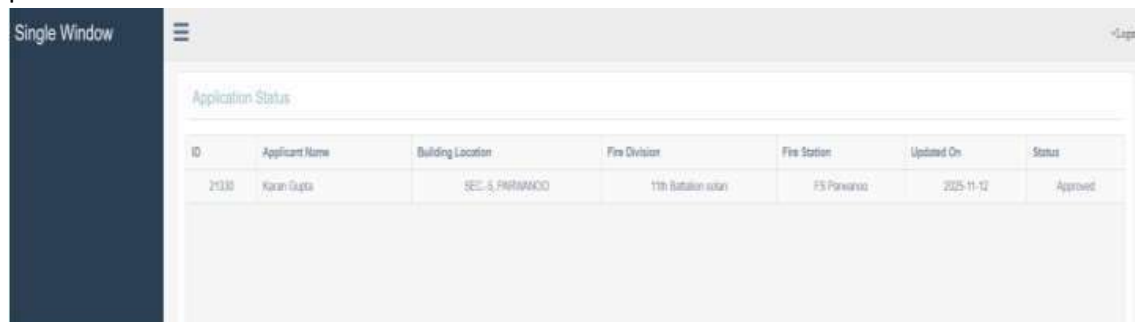 Single Window
Application Status
ID Applicant Name Building Location Fire Division Fire Station Updated On Status
21330 Karan Gupta SEC.-5, PARWANOO 11th Battalion solan FS Parwanoo 2025-11-12 Approved